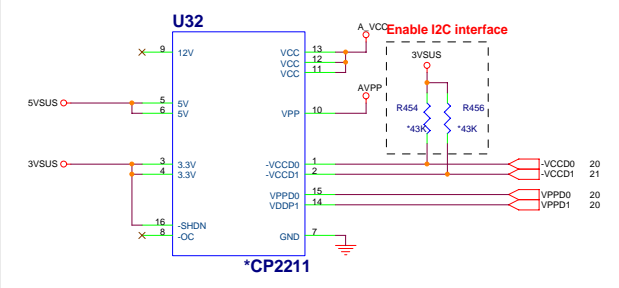 U32
A_VCC
Enable I2C interface
9 12V
VCC 13
VCC 12
VCC 11
3VSUS
AVPP
5VSUS
5 5V
6 5V
VPP 10
R454
R456
*43K
*43K
3VSUS
3 3.3V
4 3.3V
-VCCD0 1
-VCCD1 2
-VCCD0 20
-VCCD1 21
VPPD0 15
VDDP1 14
VPPD0 20
VPPD1 20
16 -SHDN
8 -OC
GND 7
*CP2211